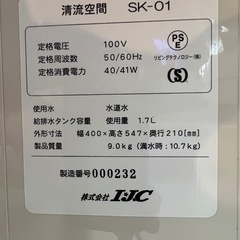 清流空間 SK-01
定格電圧 100V
定格周波数 50/60Hz
定格消費電力 40/41W
PS
E
リビングテクノロジー(株)
S
使用水 水道水
給排水タンク容量 使用量 1.7L
外形寸法 幅400×高さ547×奥行210[mm]
製品質量 9.0kg(満水時:10.7kg)
製造番号000232
株式会社 IJC